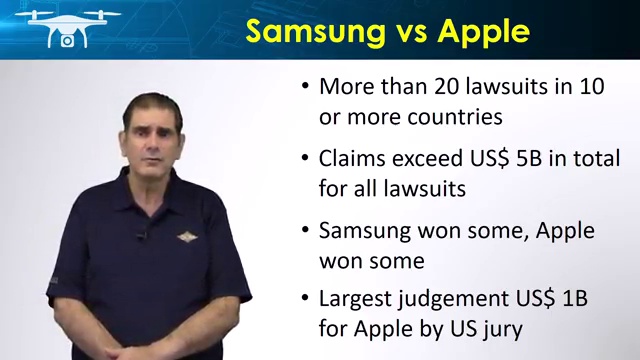 Samsung vs Apple
• More than 20 lawsuits in 10
or more countries
• Claims exceed US$ 5B in total
for all lawsuits
• Samsung won some, Apple
won some
• Largest judgement US$ 1B
for Apple by US jury